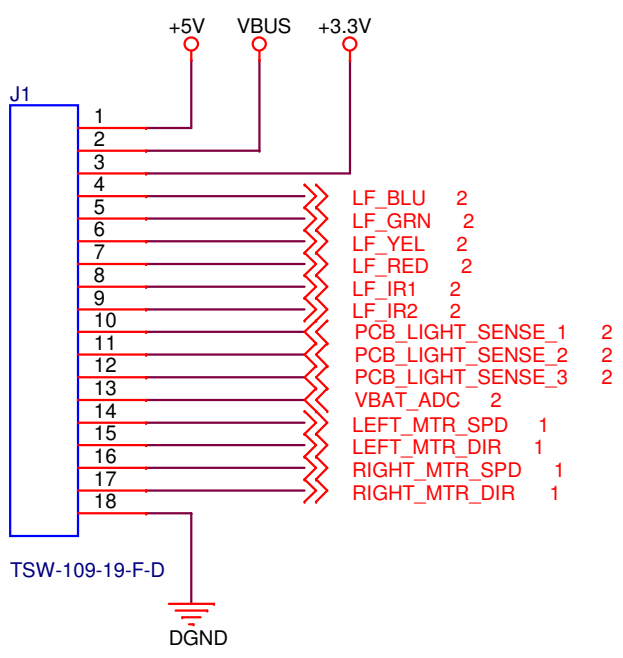 +5V VBUS +3.3V
J1
1
2
3
4 LF_BLU 2
5 LF_GRN 2
6 LF_YEL 2
7 LF_RED 2
8 LF_IR1 2
9 LF_IR2 2
10 PCB_LIGHT_SENSE_1 2
11 PCB_LIGHT_SENSE_2 2
12 PCB_LIGHT_SENSE_3 2
13 VBAT_ADC 2
14 LEFT_MTR_SPD 1
15 LEFT_MTR_DIR 1
16 RIGHT_MTR_SPD 1
17 RIGHT_MTR_DIR 1
18
TSW-109-19-F-D
DGND